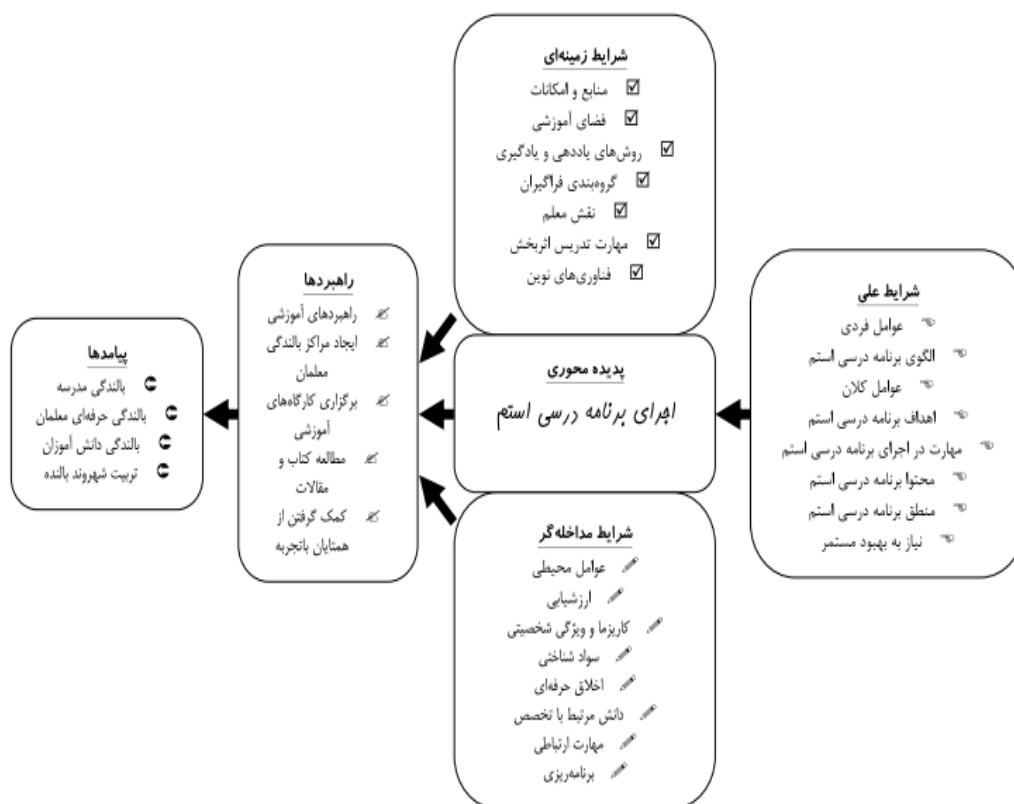 شرایط زمینه‌ای
منابع و امکانات
فضای آموزشی
روش‌های یاددهی و یادگیری
گروه‌بندی فراگیران
نقش معلم
مهارت تدریس اثربخش
فناوری‌های نوین
شرایط علی
عوامل فردی
الگوی برنامه درسی استم
عوامل کلان
اهداف برنامه درسی استم
مهارت در اجرای برنامه درسی استم
محتوا برنامه درسی استم
منطق برنامه درسی استم
نیاز به بهبود مستمر
پدیده محوری
اجرای برنامه درسی استم
شرایط مداخله‌گر
عوامل محیطی
ارزشیابی
کاریزما و ویژگی شخصیتی
سواد شناختی
اخلاق حرفه‌ای
دانش مرتبط با تخصص
مهارت ارتباطی
برنامه‌ریزی
راهبردها
راهبردهای آموزشی
ایجاد مراکز بالندگی
معلمان
برگزاری کارگاه‌های
آموزشی
مطالعه کتاب و
مقالات
کمک گرفتن از
همتایان باتجربه
پیامدها
بالندگی مدرسه
بالندگی حرفه‌ای معلمان
بالندگی دانش آموزان
تربیت شهروند بالنده